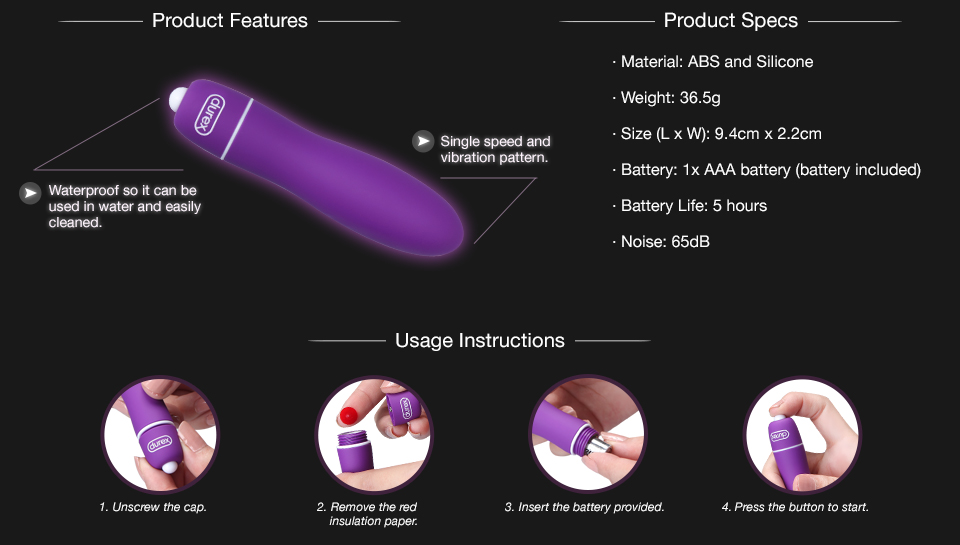 Product Features
durex
Waterproof so it can be
used in water and easily
cleaned.
Single speed and
vibration pattern.
Product Specs
· Material: ABS and Silicone
· Weight: 36.5g
· Size (L x W): 9.4cm x 2.2cm
· Battery: 1x AAA battery (battery included)
· Battery Life: 5 hours
· Noise: 65dB
Usage Instructions
durex
durex
durex
1. Unscrew the cap.
2. Remove the red
insulation paper.
3. Insert the battery provided.
4. Press the button to start.